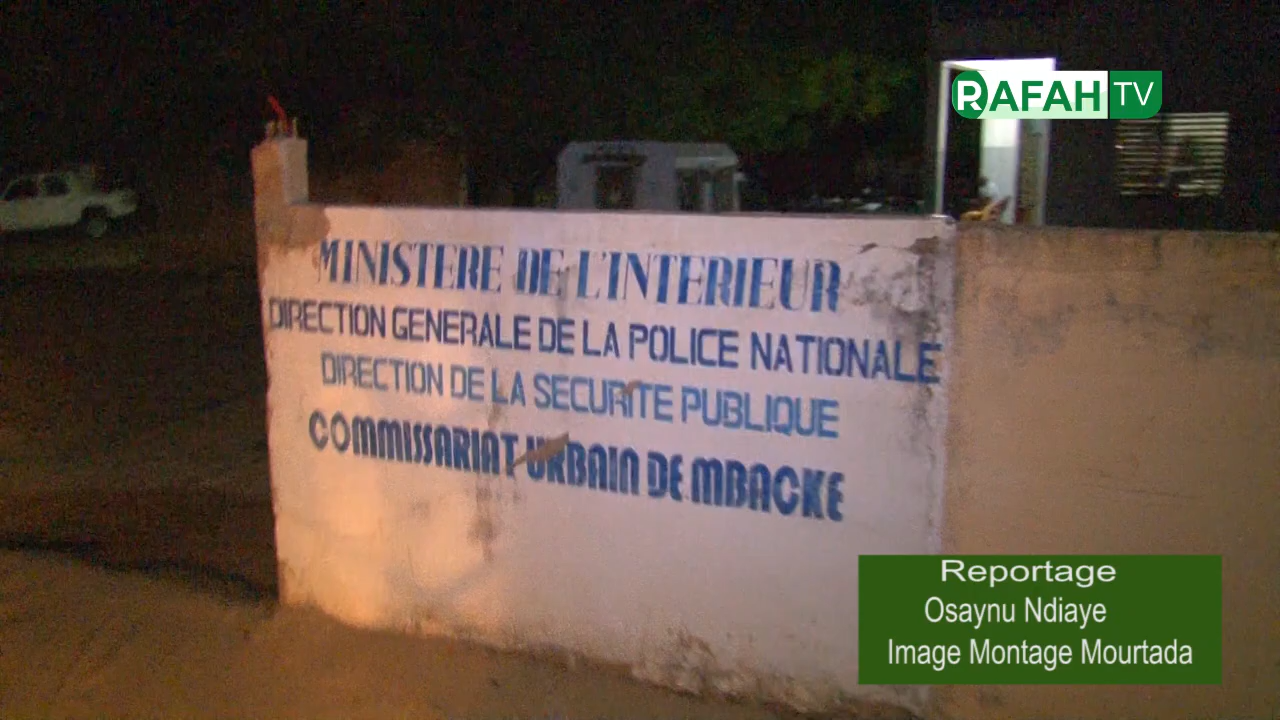 RAFAH TV
MINISTERE DE L'INTERIEUR
DIRECTION GENERALE DE LA POLICE NATIONALE
DIRECTION DE LA SECURITE PUBLIQUE
COMMISSARIAT URBAIN DE MBACKE
Reportage
Osaynu Ndiaye
Image Montage Mourtada